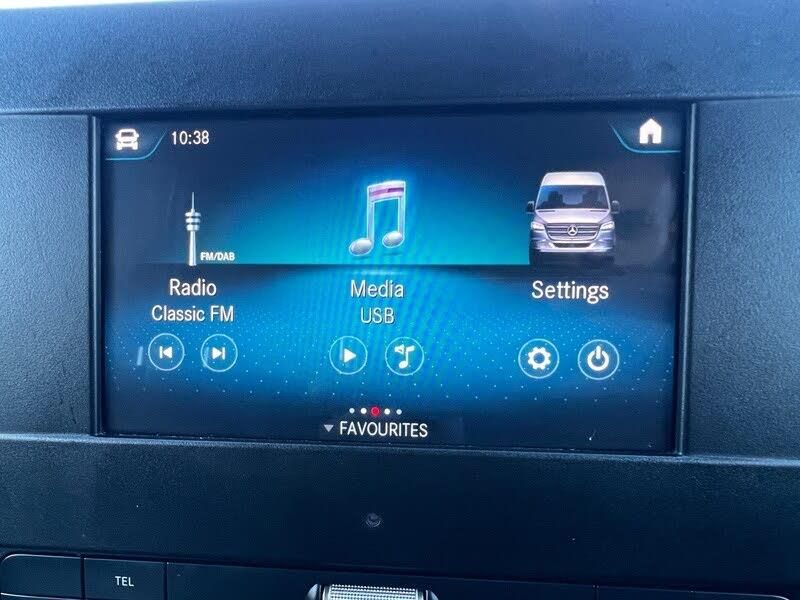 10:38
FM/DAB
Radio
Classic FM
Media
USB
Settings
FAVOURITES
TEL